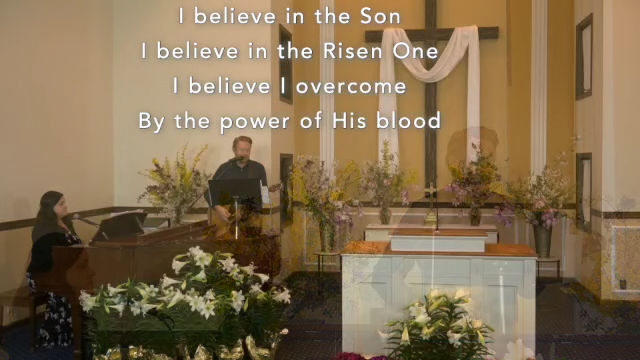 I believe in the Son
I believe in the Risen One
I believe I overcome
By the power of His blood